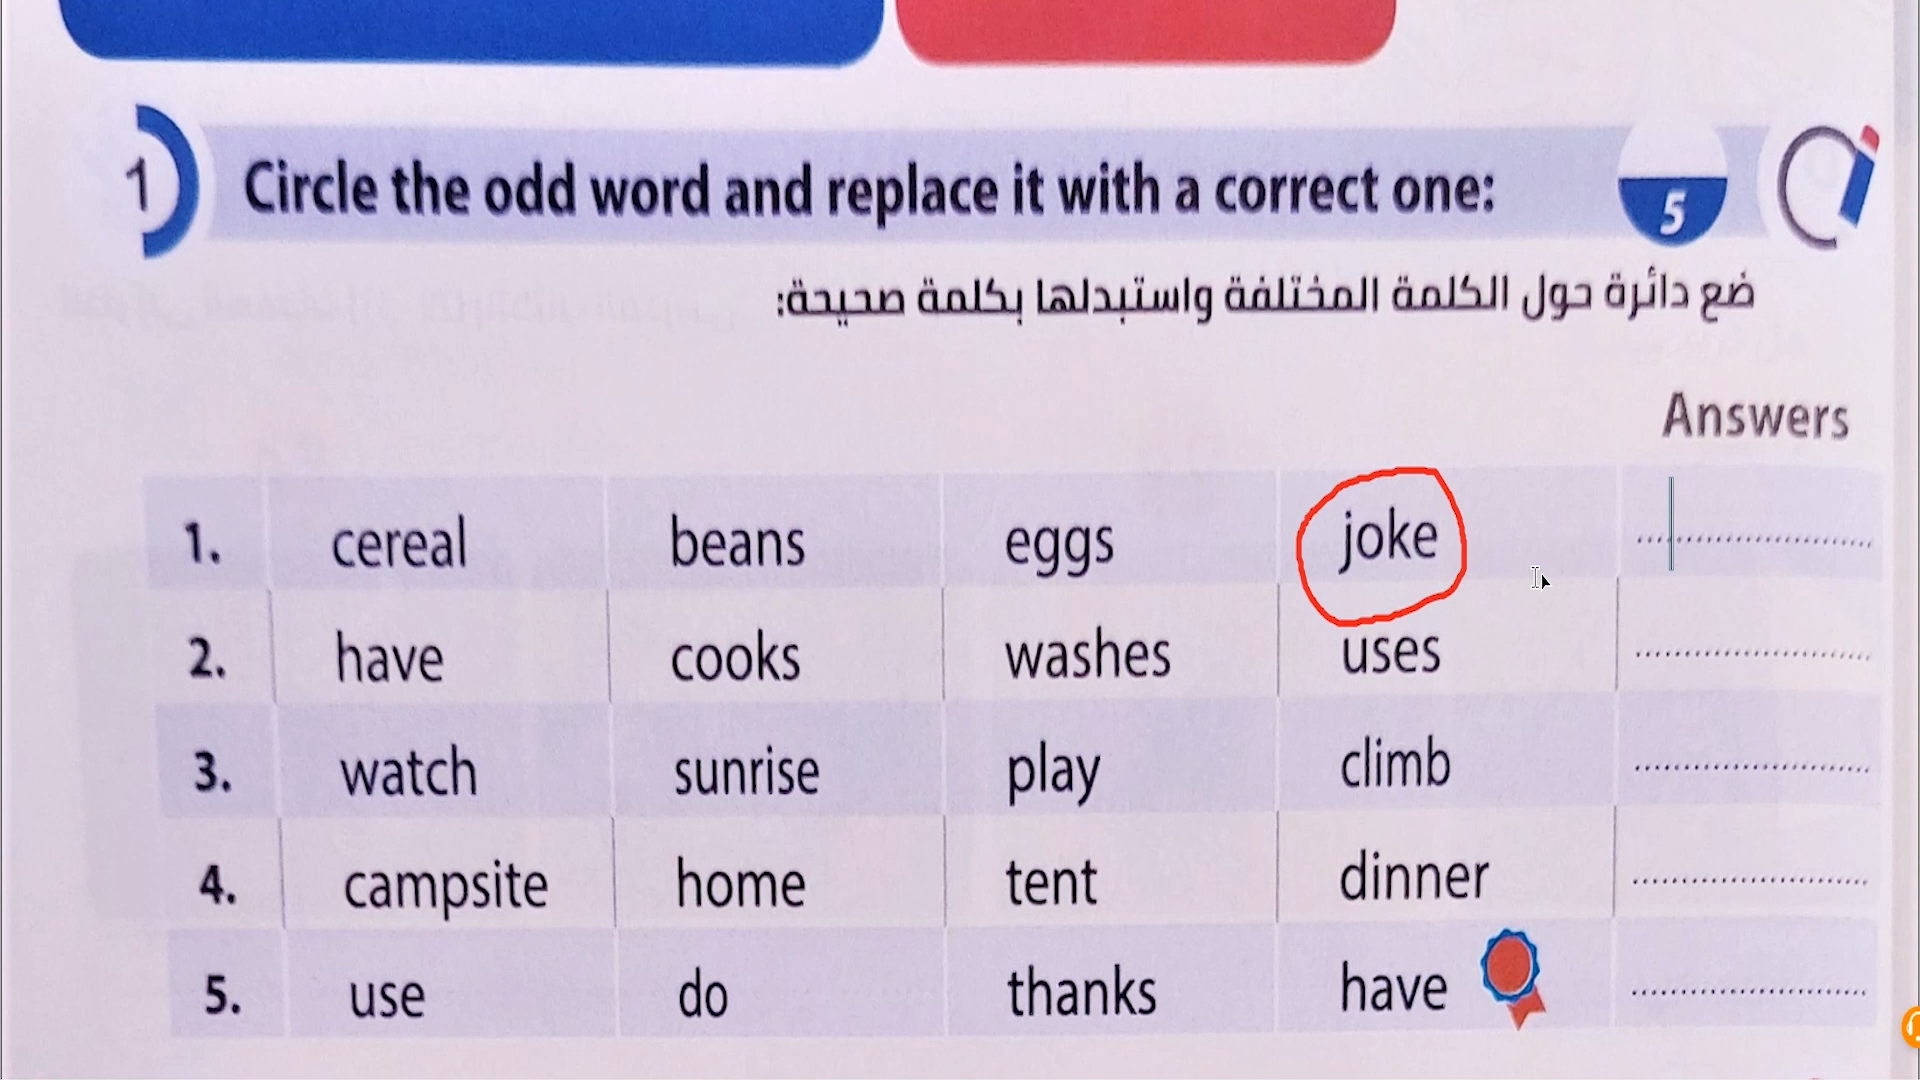 1 Circle the odd word and replace it with a correct one: 5
ضع دائرة حول الكلمة المختلفة واستبدلها بكلمة صحيحة:
Answers
1. cereal beans eggs joke ....................
2. have cooks washes uses ....................
3. watch sunrise play climb ....................
4. campsite home tent dinner ....................
5. use do thanks have ....................